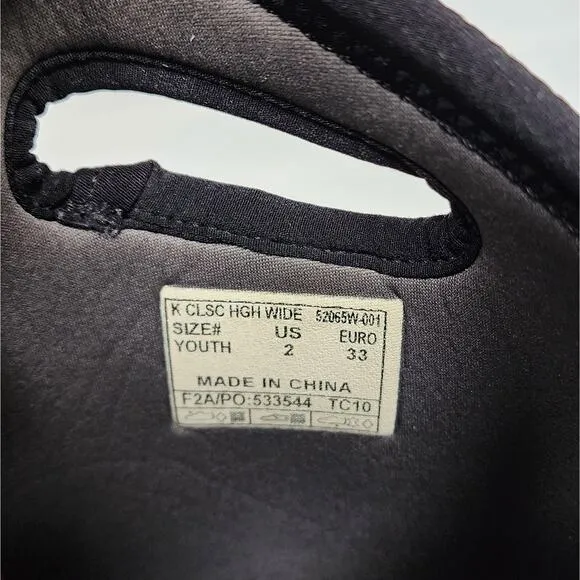 K CLSC HGH WIDE 52065W-001
SIZE# US EURO
YOUTH 2 33
MADE IN CHINA
F2A/PO:533544 TC10